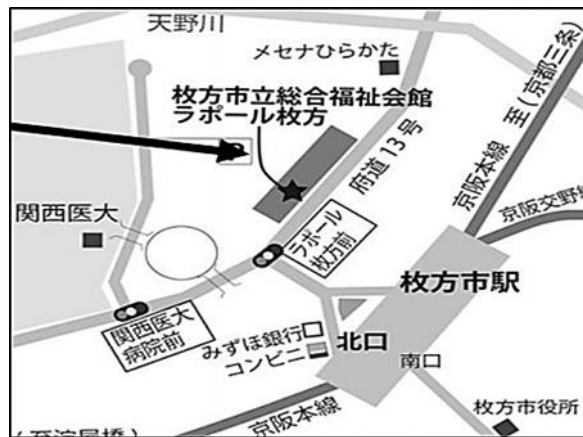 天野川
メセナひらかた
枚方市立総合福祉会館
ラポール枚方
府道13号
京阪本線 至(京都三条)
京阪交野線
関西医大
ラポール
枚方前
枚方市駅
関西医大
病院前
みずほ銀行
コンビニ
北口
南口
京阪本線
枚方市役所
(至淀屋橋)